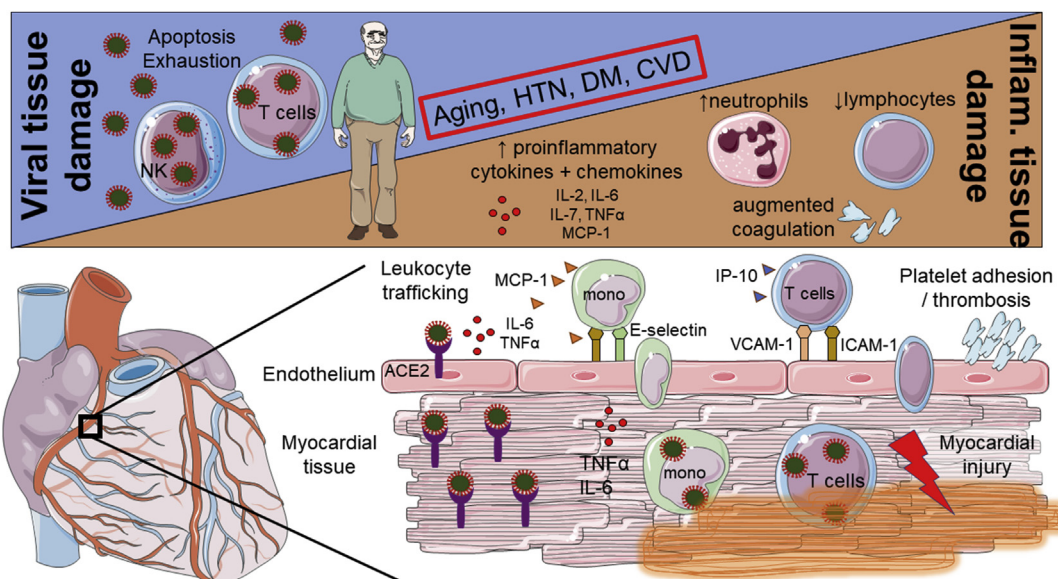 Viral tissue
damage
Apoptosis
Exhaustion
T cells
NK
Aging, HTN, DM, CVD
↑ proinflammatory
cytokines + chemokines
IL-2, IL-6
IL-7, TNFα
MCP-1
↑neutrophils
↓lymphocytes
augmented
coagulation
Inflam. tissue
damage
Leukocyte
trafficking
MCP-1
mono
IL-6
TNFα
E-selectin
IP-10
T cells
VCAM-1
ICAM-1
Platelet adhesion
/ thrombosis
Endothelium
ACE2
Myocardial
tissue
TNFα
IL-6
mono
T cells
Myocardial
injury